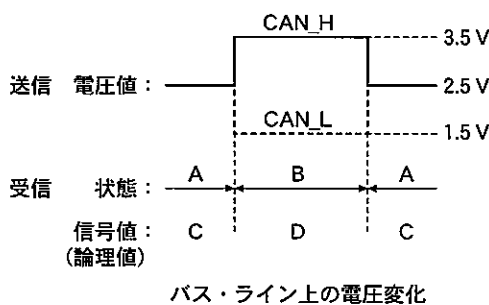 CAN_H
3.5 V
送信 電圧値：
2.5 V
CAN_L
1.5 V
受信 状態： A B A
信号値： C D C
(論理値)
バス・ライン上の電圧変化